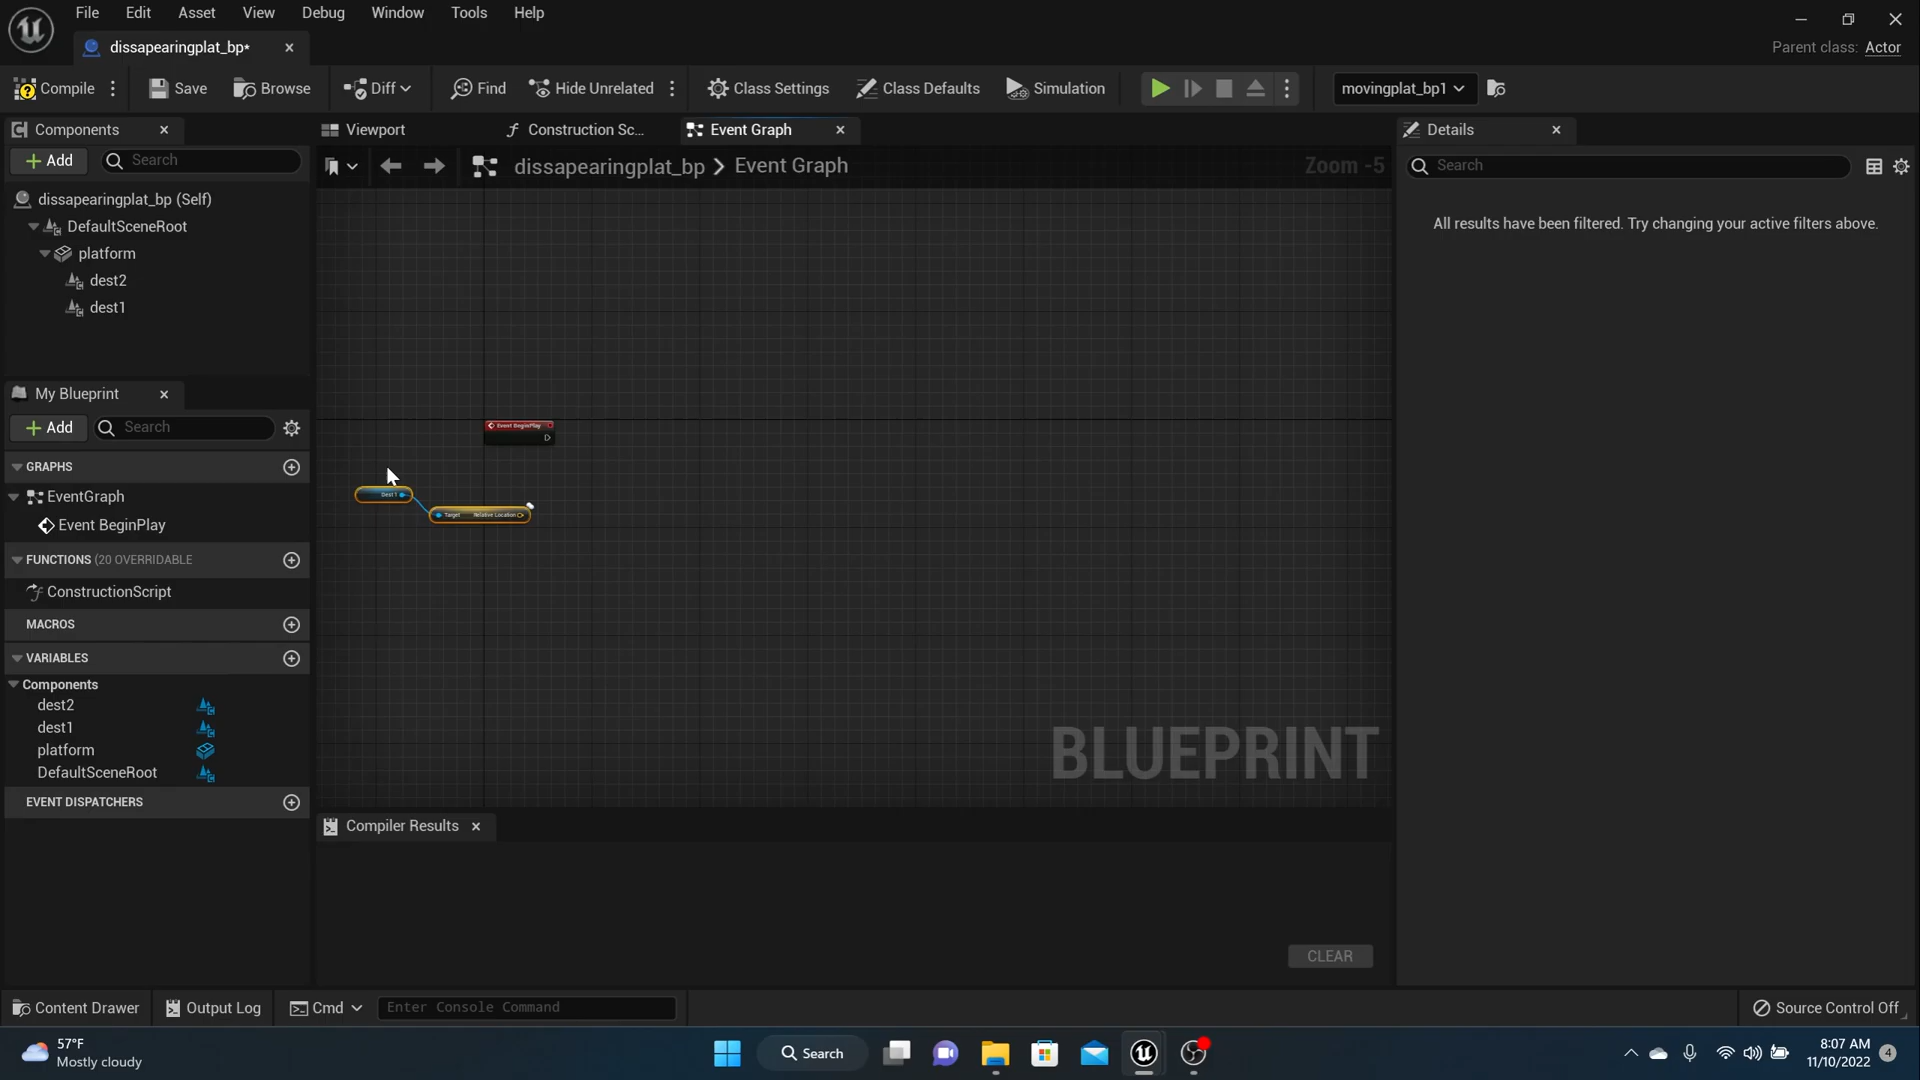 File Edit Asset View Debug Window Tools Help
dissapearingplat_bp*
Parent class: Actor
Compile Save Browse Diff Find Hide Unrelated Class Settings Class Defaults Simulation movingplat_bp1
Components
Viewport Construction Sc... Event Graph
Details
Add Search
dissapearingplat_bp > Event Graph
Zoom -5
Search
dissapearingplat_bp (Self)
DefaultSceneRoot
platform
dest2
dest1
All results have been filtered. Try changing your active filters above.
My Blueprint
Add Search
Event BeginPlay
GRAPHS
EventGraph
Event BeginPlay
Dest 1
Target Relative Location
FUNCTIONS (20 OVERRIDABLE
ConstructionScript
MACROS
VARIABLES
Components
dest2
dest1
platform
DefaultSceneRoot
BLUEPRINT
EVENT DISPATCHERS
Compiler Results
CLEAR
Content Drawer Output Log Cmd Enter Console Command Source Control Off
57°F
Mostly cloudy
Search
8:07 AM
11/10/2022
4